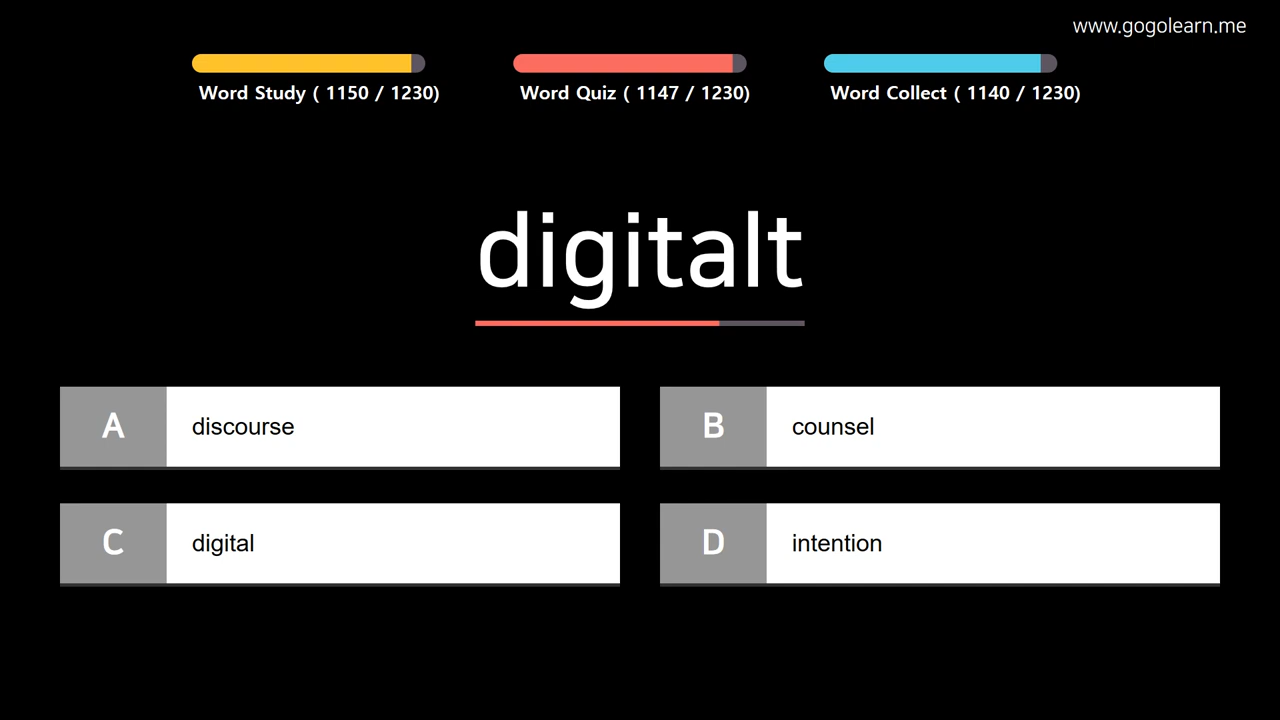 www.gogolearn.me
Word Study ( 1150 / 1230)
Word Quiz ( 1147 / 1230)
Word Collect ( 1140 / 1230)
digitalt
A discourse
B counsel
C digital
D intention